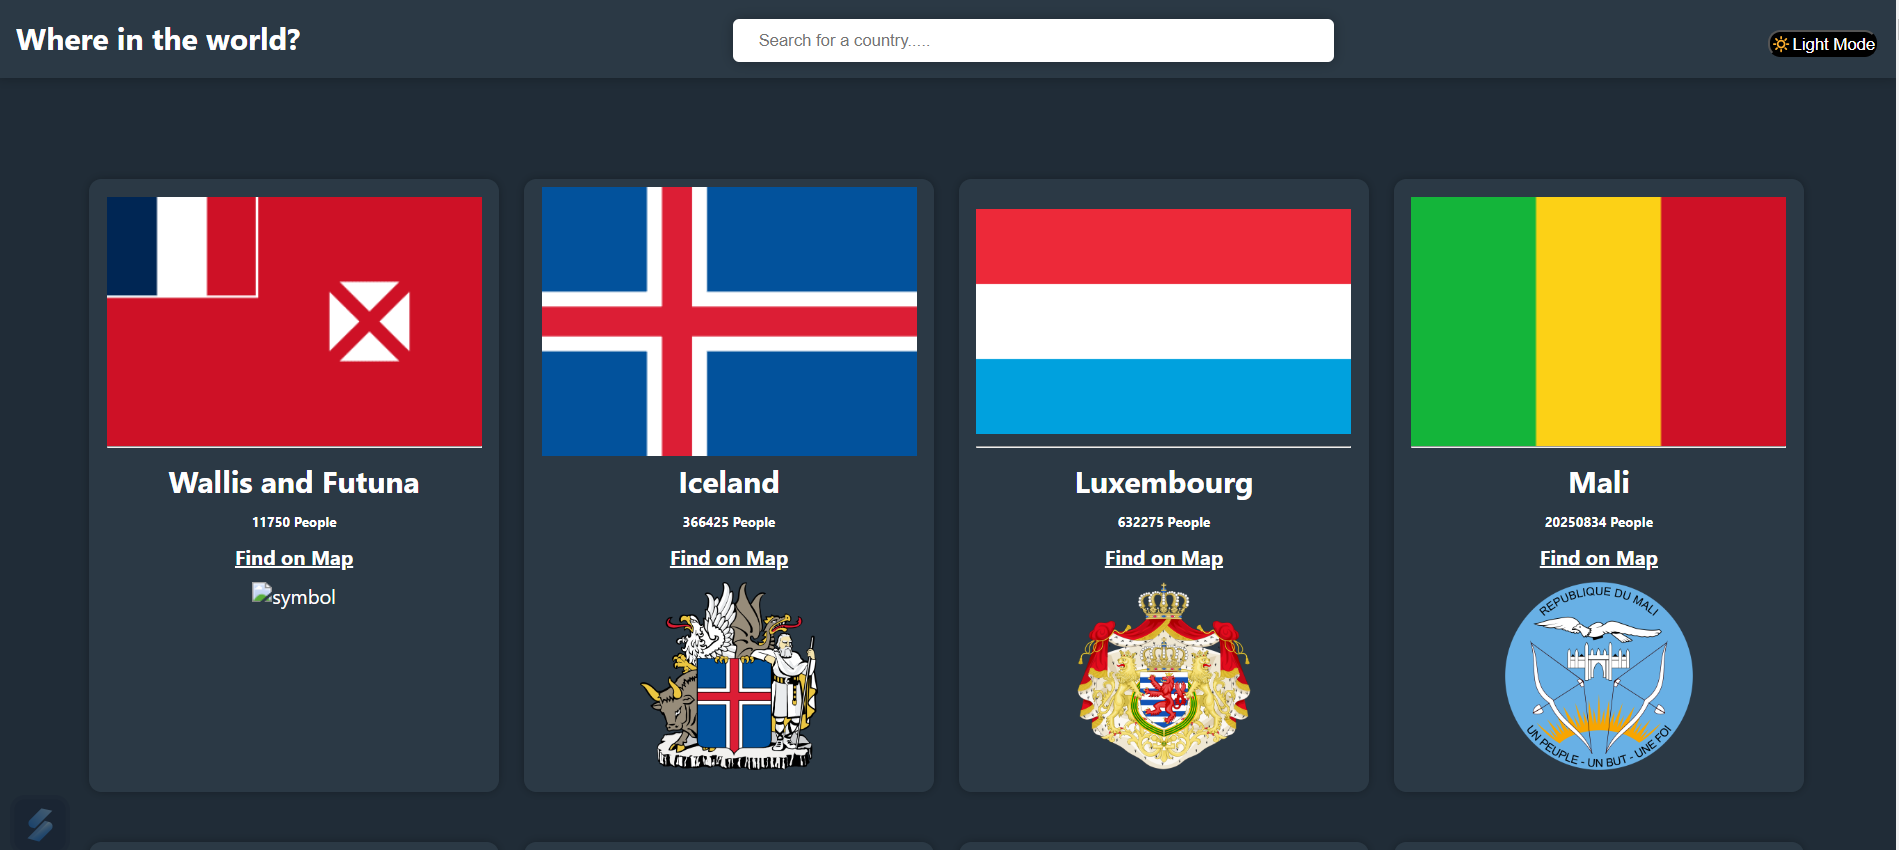 Where in the world?
Search for a country.....
Light Mode
Wallis and Futuna
11750 People
Find on Map
symbol
Iceland
366425 People
Find on Map
Luxembourg
632275 People
Find on Map
Mali
20250834 People
Find on Map
REPUBLIQUE DU MALI
UN PEUPLE - UN BUT - UNE FOI